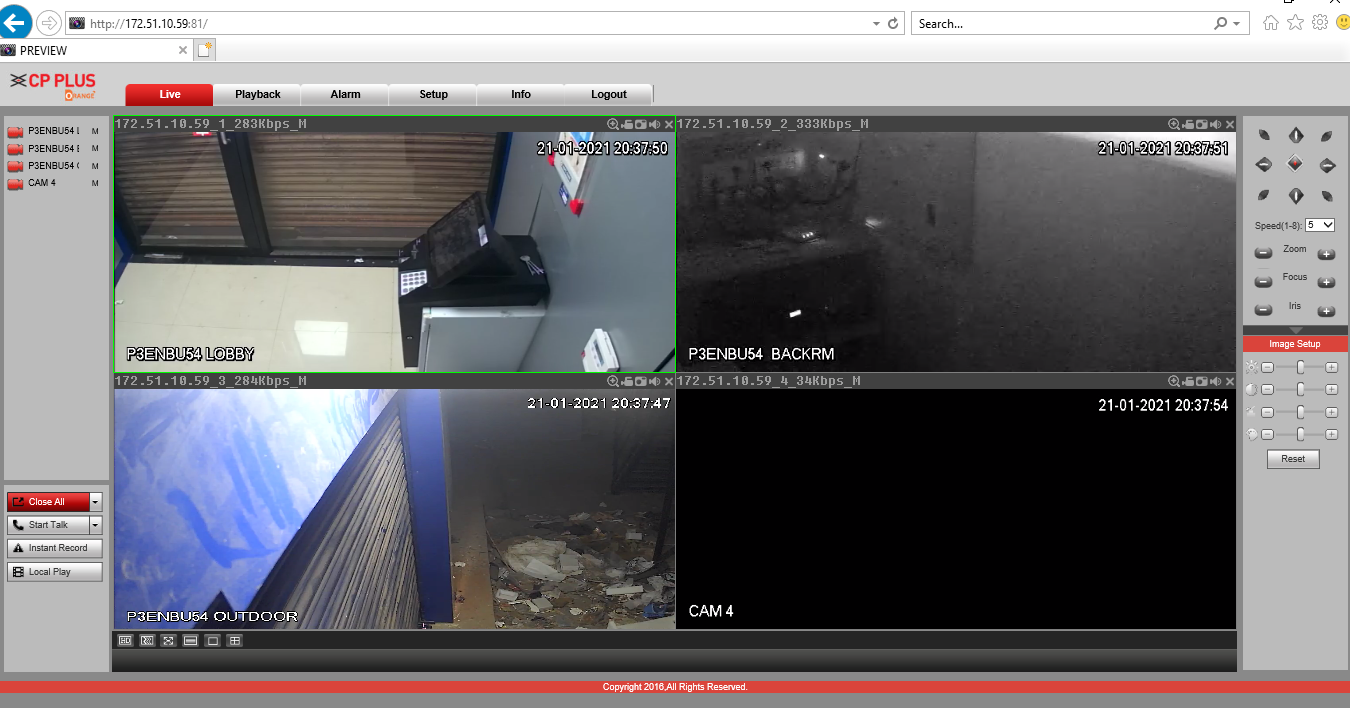 http://172.51.10.59:81/
Search...
PREVIEW
CP PLUS
ORANGE
Live
Playback
Alarm
Setup
Info
Logout
P3ENBU54 M
P3ENBU54 M
P3ENBU54 M
CAM 4 M
172.51.10.59_1_283Kbps_M
172.51.10.59_2_333Kbps_M
21-01-2021 20:37:50
21-01-2021 20:37:51
P3ENBU54 LOBBY
P3ENBU54 BACKRM
172.51.10.59_3_284Kbps_M
172.51.10.59_4_34Kbps_M
21-01-2021 20:37:47
21-01-2021 20:37:54
P3ENBU54 OUTDOOR
CAM 4
Speed(1-8): 5
Zoom
Focus
Iris
Image Setup
Reset
Close All
Start Talk
Instant Record
Local Play
HD
Copyright 2016,All Rights Reserved.